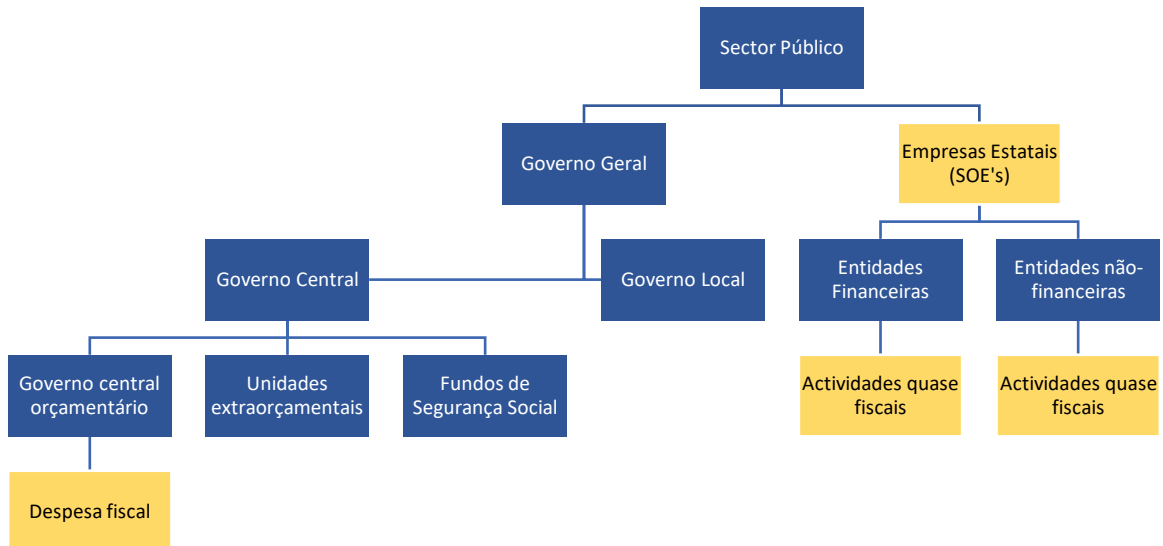 Sector Público
Governo Geral
Empresas Estatais
(SOE's)
Governo Central
Governo Local
Entidades
Financeiras
Entidades não-
financeiras
Governo central
orçamentário
Unidades
extraorçamentais
Fundos de
Segurança Social
Actividades quase
fiscais
Actividades quase
fiscais
Despesa fiscal